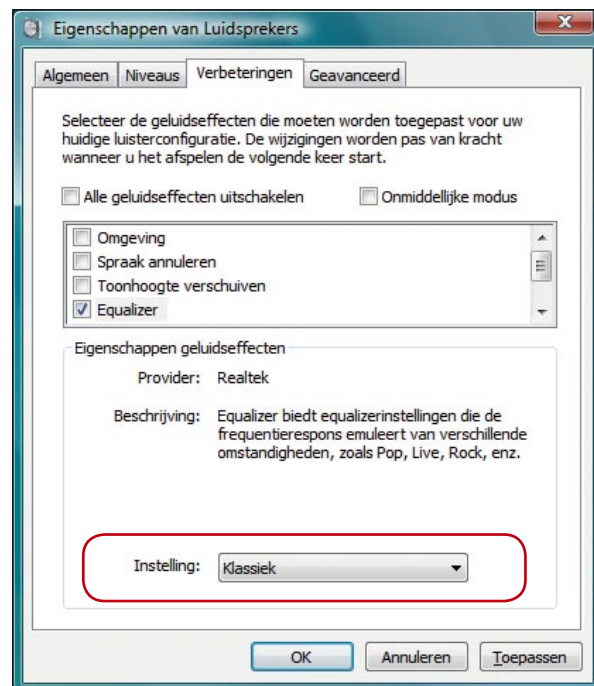 Eigenschappen van Luidsprekers
Algemeen Niveaus Verbeteringen Geavanceerd
Selecteer de geluidseffecten die moeten worden toegepast voor uw
huidige luisterconfiguratie. De wijzigingen worden pas van kracht
wanneer u het afspelen de volgende keer start.
Alle geluidseffecten uitschakelen Onmiddellijke modus
Omgeving
Spraak annuleren
Toonhoogte verschuiven
Equalizer
Eigenschappen geluidseffecten
Provider: Realtek
Beschrijving: Equalizer biedt equalizerinstellingen die de
frequentierespons emuleert van verschillende
omstandigheden, zoals Pop, Live, Rock, enz.
Instelling: Klassiek
OK Annuleren Toepassen